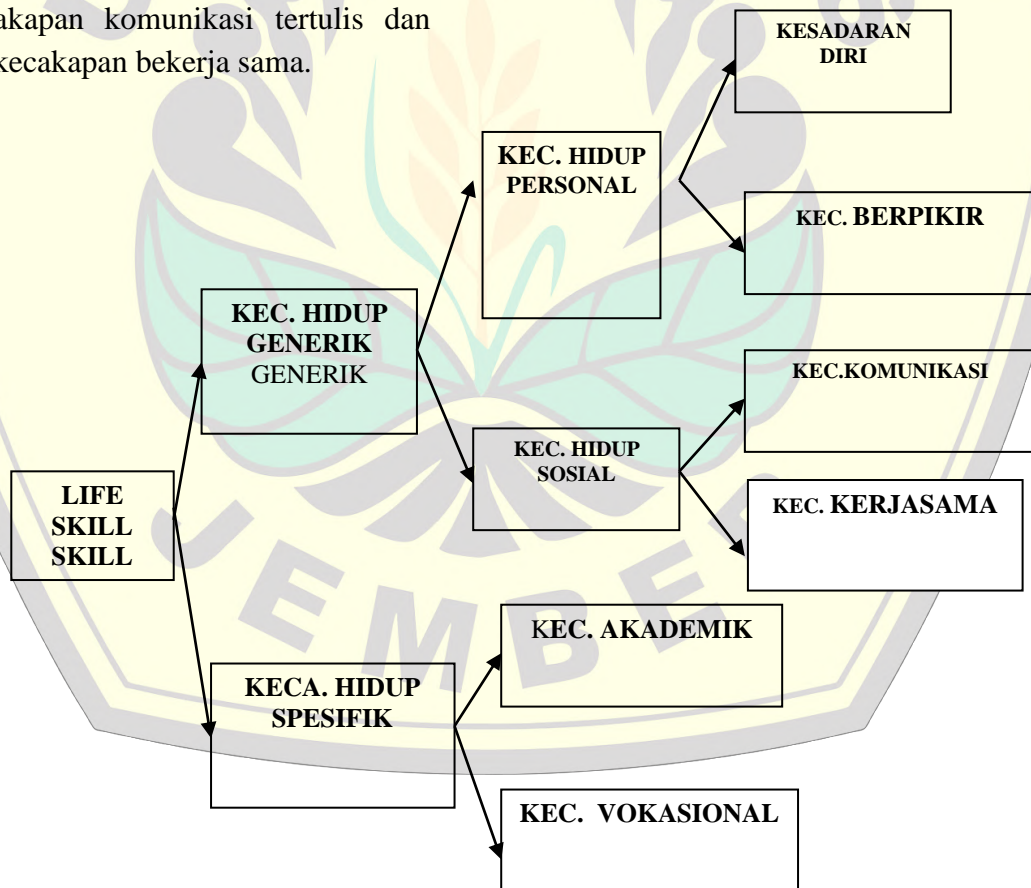 akapan komunikasi tertulis dan
kecakapan bekerja sama.
KESADARAN
DIRI
KEC. HIDUP
PERSONAL
KEC. BERPIKIR
KEC. HIDUP
GENERIK
GENERIK
KEC.KOMUNIKASI
KEC. HIDUP
SOSIAL
LIFE
SKILL
SKILL
KEC. KERJASAMA
KEC. AKADEMIK
KECA. HIDUP
SPESIFIK
KEC. VOKASIONAL
JEMBER